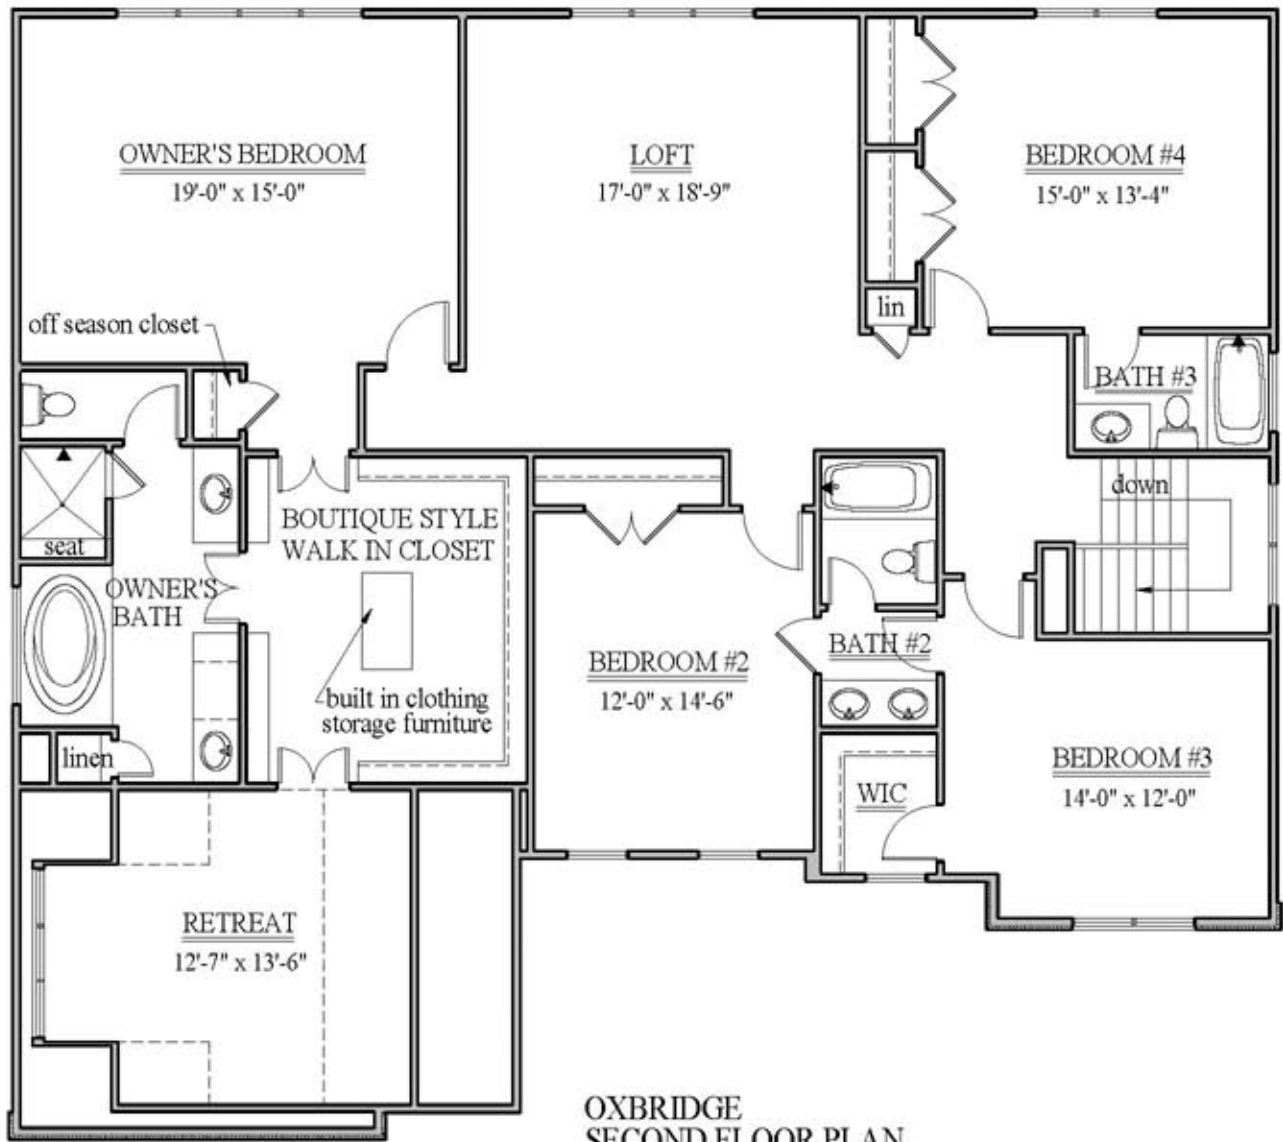 OWNER'S BEDROOM
19'-0" x 15'-0"
LOFT
17'-0" x 18'-9"
BEDROOM #4
15'-0" x 13'-4"
off season closet
lin
BATH #3
down
BOUTIQUE STYLE
WALK IN CLOSET
seat
OWNER'S
BATH
built in clothing
storage furniture
linen
BEDROOM #2
12'-0" x 14'-6"
BATH #2
WIC
BEDROOM #3
14'-0" x 12'-0"
RETREAT
12'-7" x 13'-6"
OXBRIDGE
SECOND FLOOR PLAN